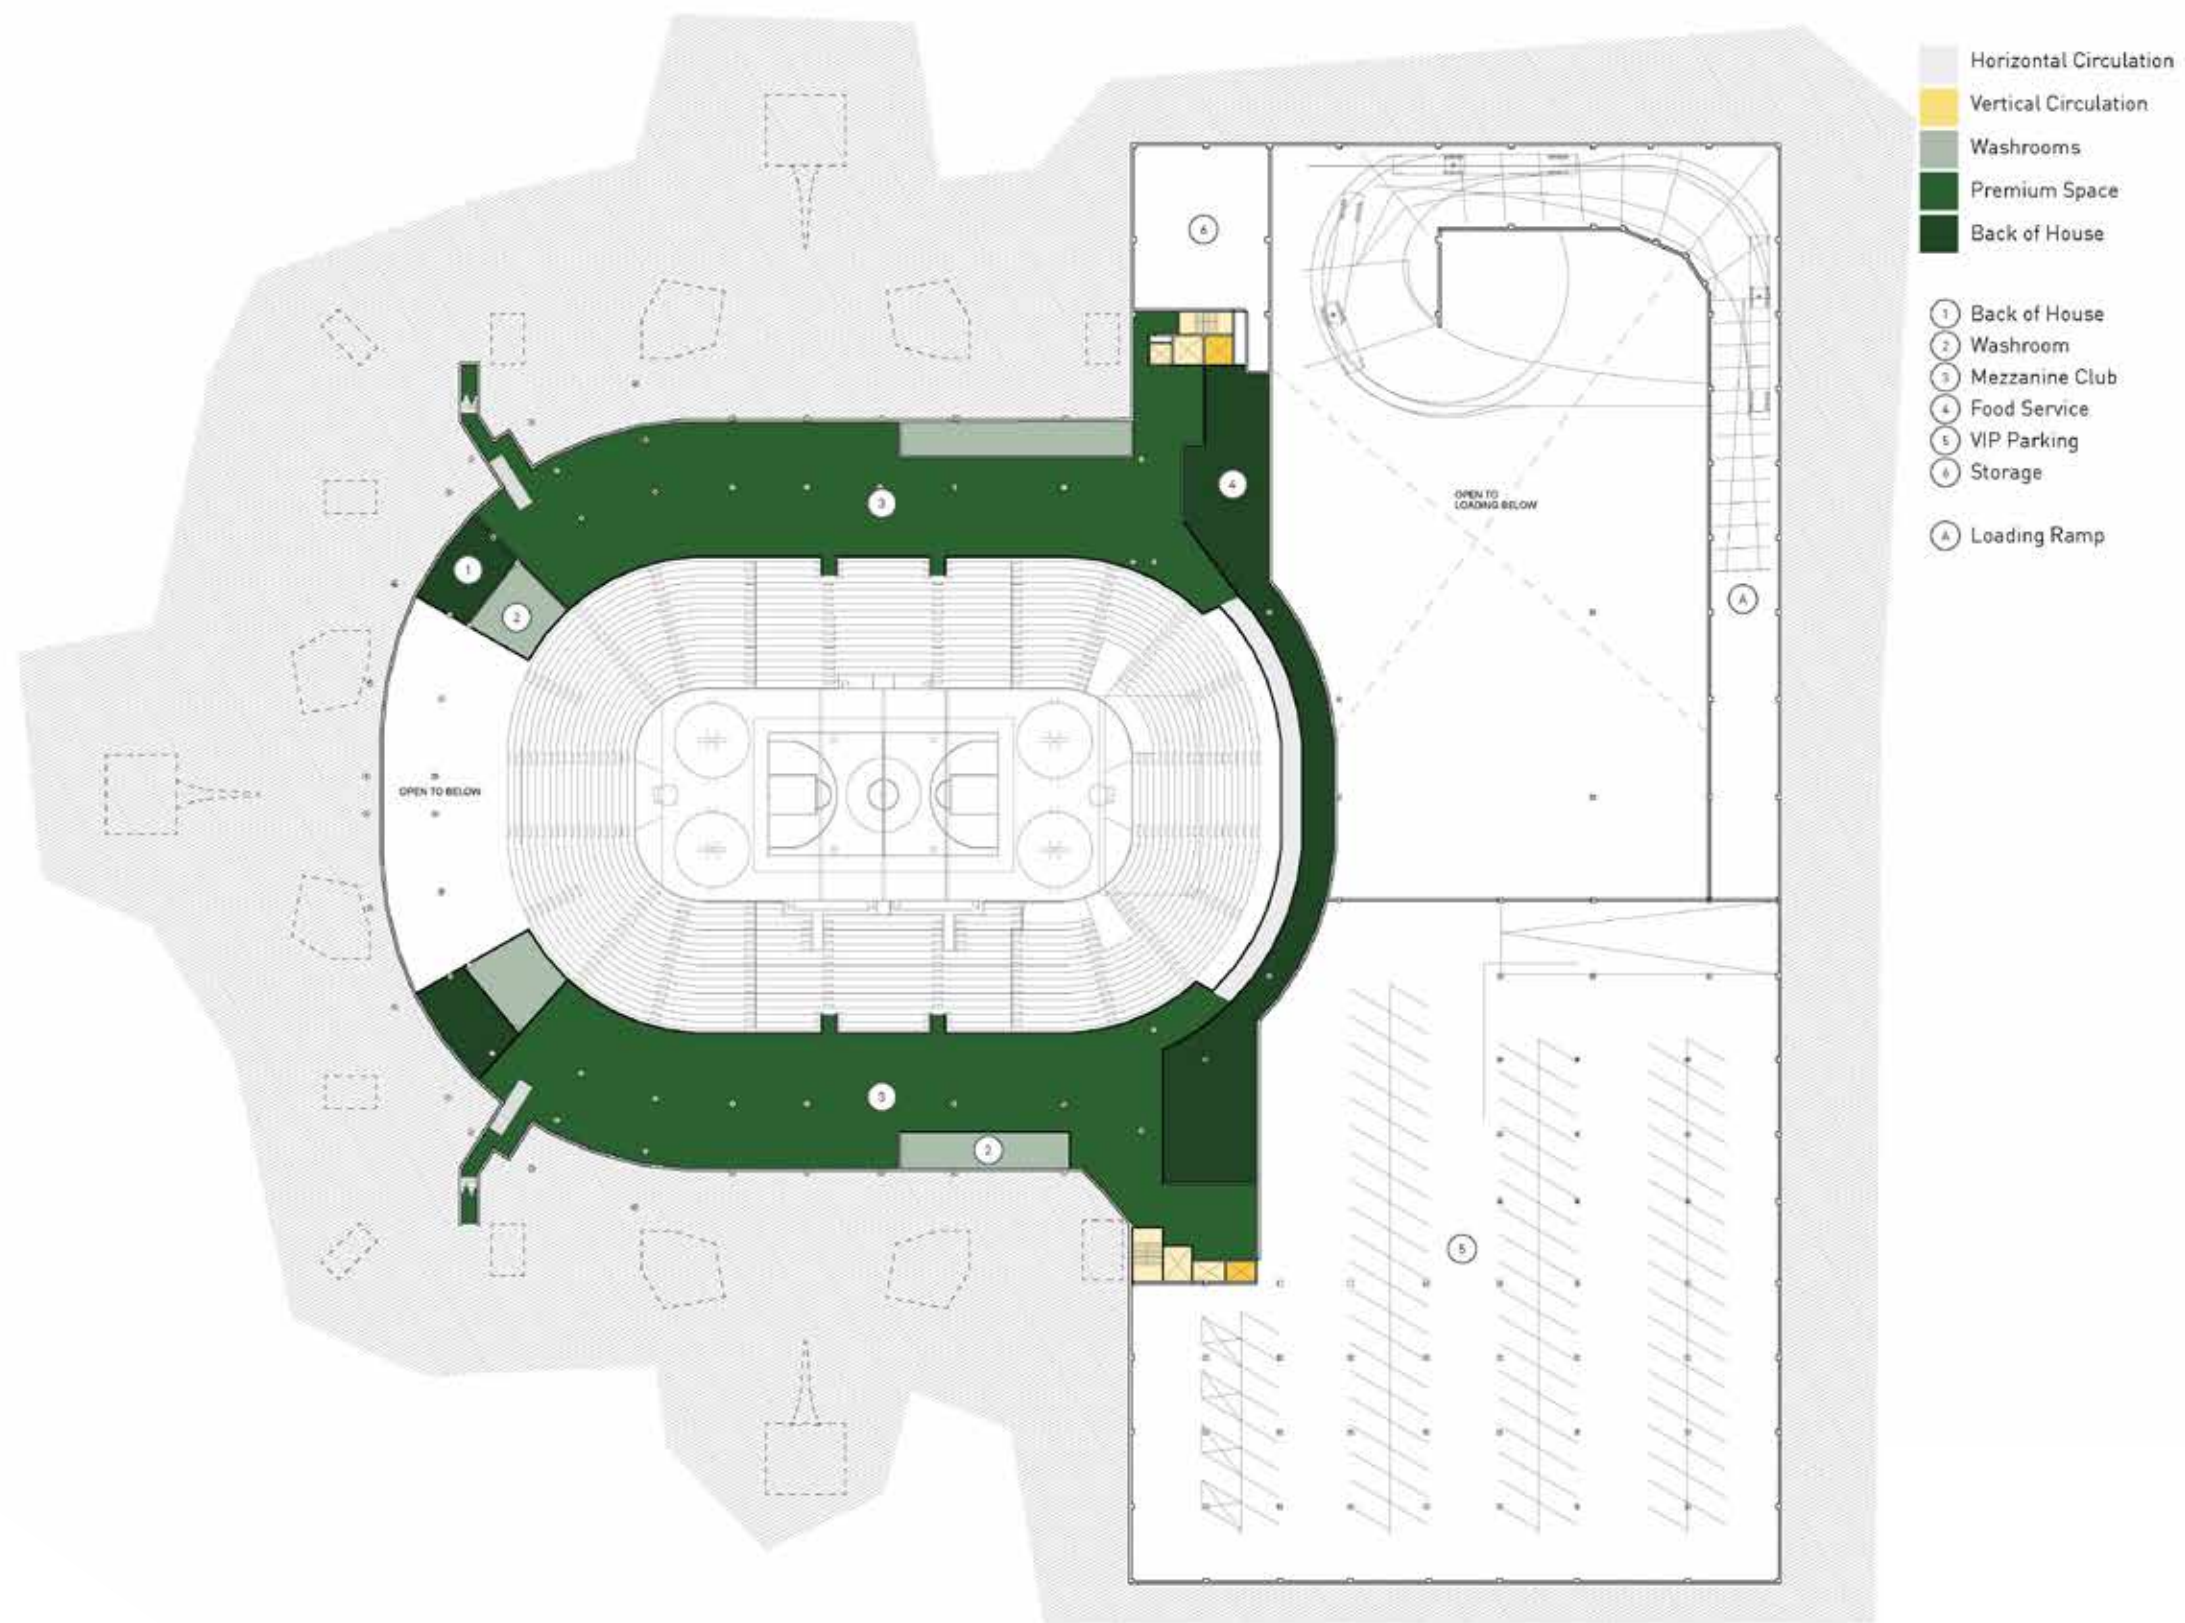 Horizontal Circulation
Vertical Circulation
Washrooms
Premium Space
Back of House
1 Back of House
2 Washroom
3 Mezzanine Club
4 Food Service
5 VIP Parking
6 Storage
A Loading Ramp
6
4
3
1
2
OPEN TO
LOADING BELOW
A
OPEN TO BELOW
3
2
5